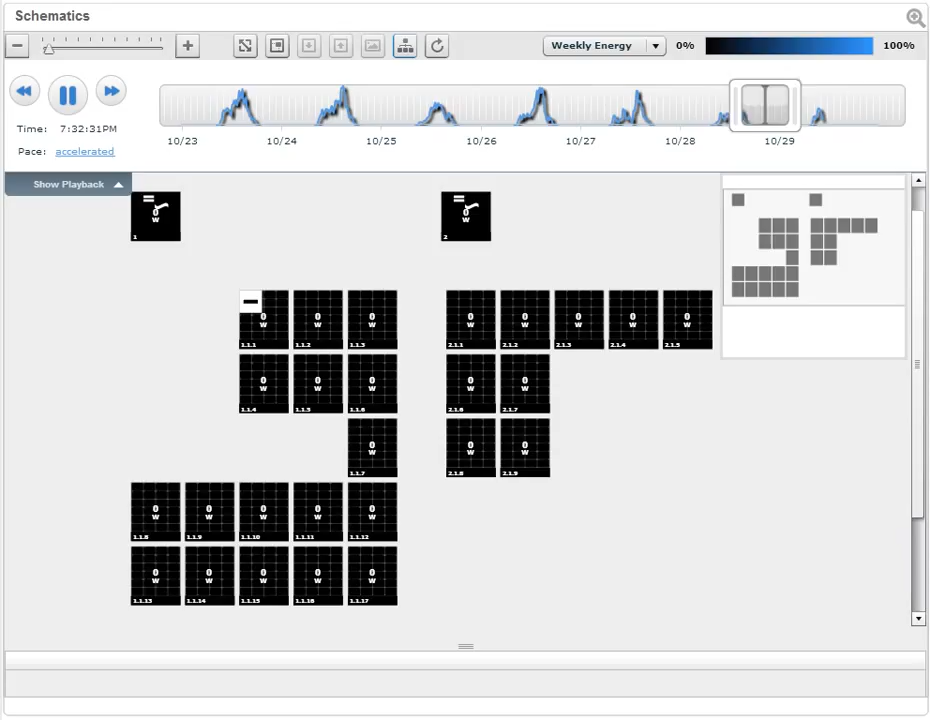 Schematics
Weekly Energy
0%
100%
Time: 7:32:31PM
Pace: accelerated
10/23 10/24 10/25 10/26 10/27 10/28 10/29
Show Playback
0 0
W W
1 2
0 0 0 0 0 0 0 0
W W W W W W W W
1.1.1 1.1.2 1.1.3 2.1.1 2.1.2 2.1.3 2.1.4 2.1.5
0 0 0 0 0
W W W W W
1.1.4 1.1.5 1.1.6 2.1.6 2.1.7
0 0 0
W W W
1.1.7 2.1.8 2.1.9
0 0 0 0 0
W W W W W
1.1.8 1.1.9 1.1.10 1.1.11 1.1.12
0 0 0 0 0
W W W W W
1.1.13 1.1.14 1.1.15 1.1.16 1.1.17